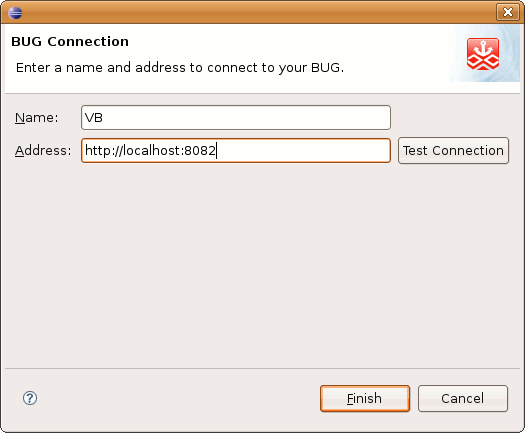 BUG Connection
Enter a name and address to connect to your BUG.
Name: VB
Address: http://localhost:8082 Test Connection
? Finish Cancel